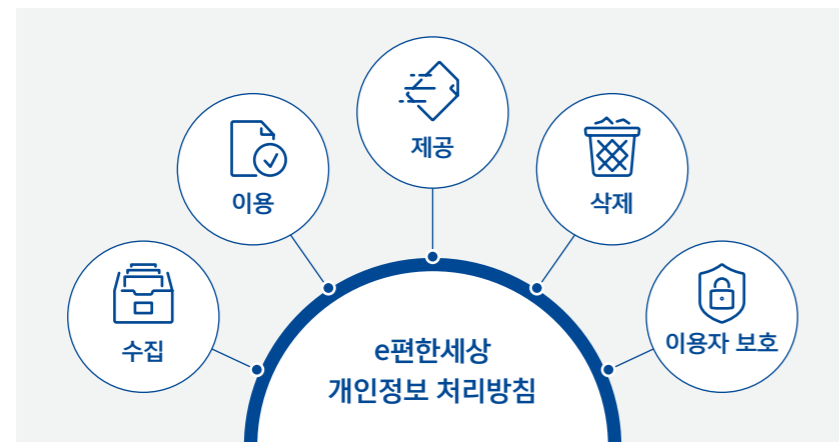 수집
이용
제공
삭제
이용자 보호
e편한세상
개인정보 처리방침